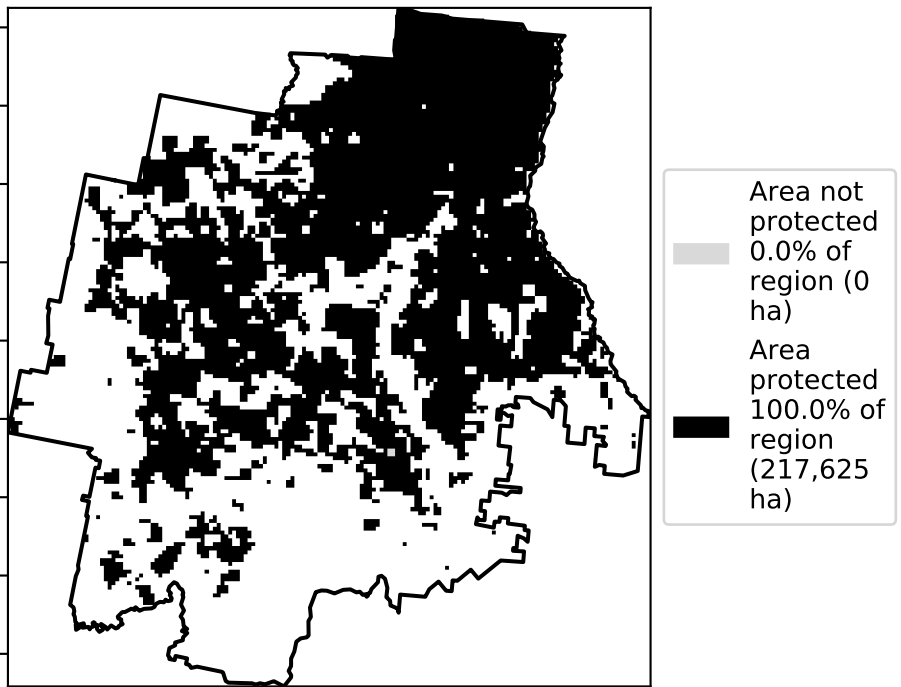 Area not
protected
0.0% of
region (0
ha)
Area
protected
100.0% of
region
(217,625
ha)